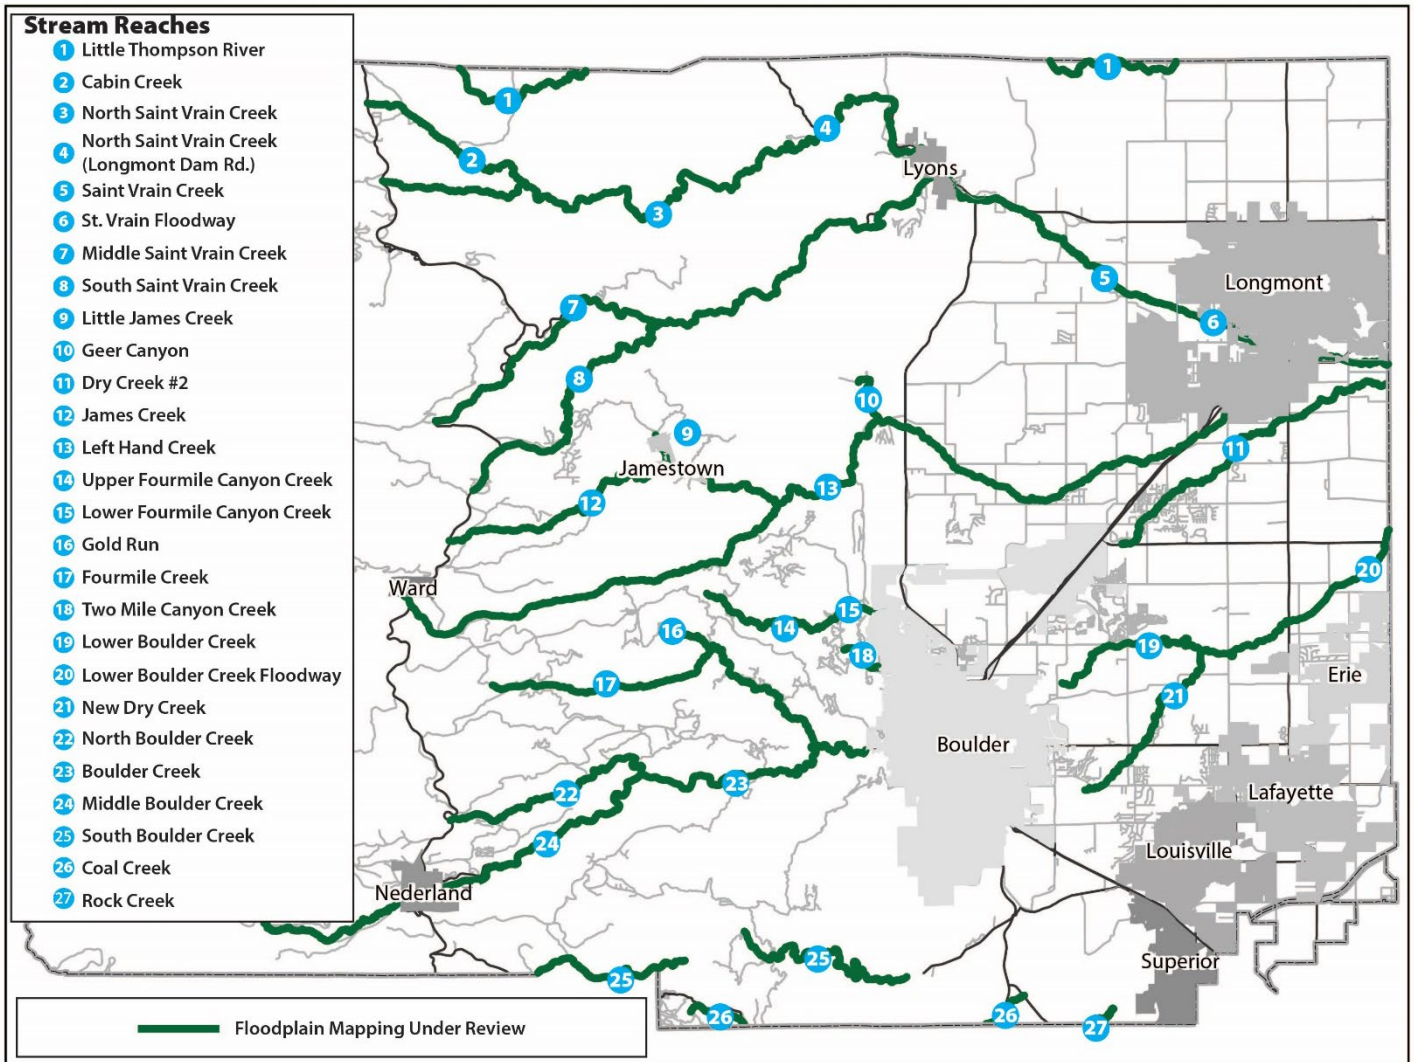 Stream Reaches
1 Little Thompson River
2 Cabin Creek
3 North Saint Vrain Creek
4 North Saint Vrain Creek
(Longmont Dam Rd.)
5 Saint Vrain Creek
6 St. Vrain Floodway
7 Middle Saint Vrain Creek
8 South Saint Vrain Creek
9 Little James Creek
10 Geer Canyon
11 Dry Creek #2
12 James Creek
13 Left Hand Creek
14 Upper Fourmile Canyon Creek
15 Lower Fourmile Canyon Creek
16 Gold Run
17 Fourmile Creek
18 Two Mile Canyon Creek
19 Lower Boulder Creek
20 Lower Boulder Creek Floodway
21 New Dry Creek
22 North Boulder Creek
23 Boulder Creek
24 Middle Boulder Creek
25 South Boulder Creek
26 Coal Creek
27 Rock Creek
1
1
4
2
Lyons
3
5
Longmont
7
6
8
10
9
11
Jamestown
13
12
20
Ward
15
14
16
19
18
Erie
17
21
Boulder
23
22
Lafayette
24
Louisville
Nederland
25
Superior
25
26
26
27
Floodplain Mapping Under Review